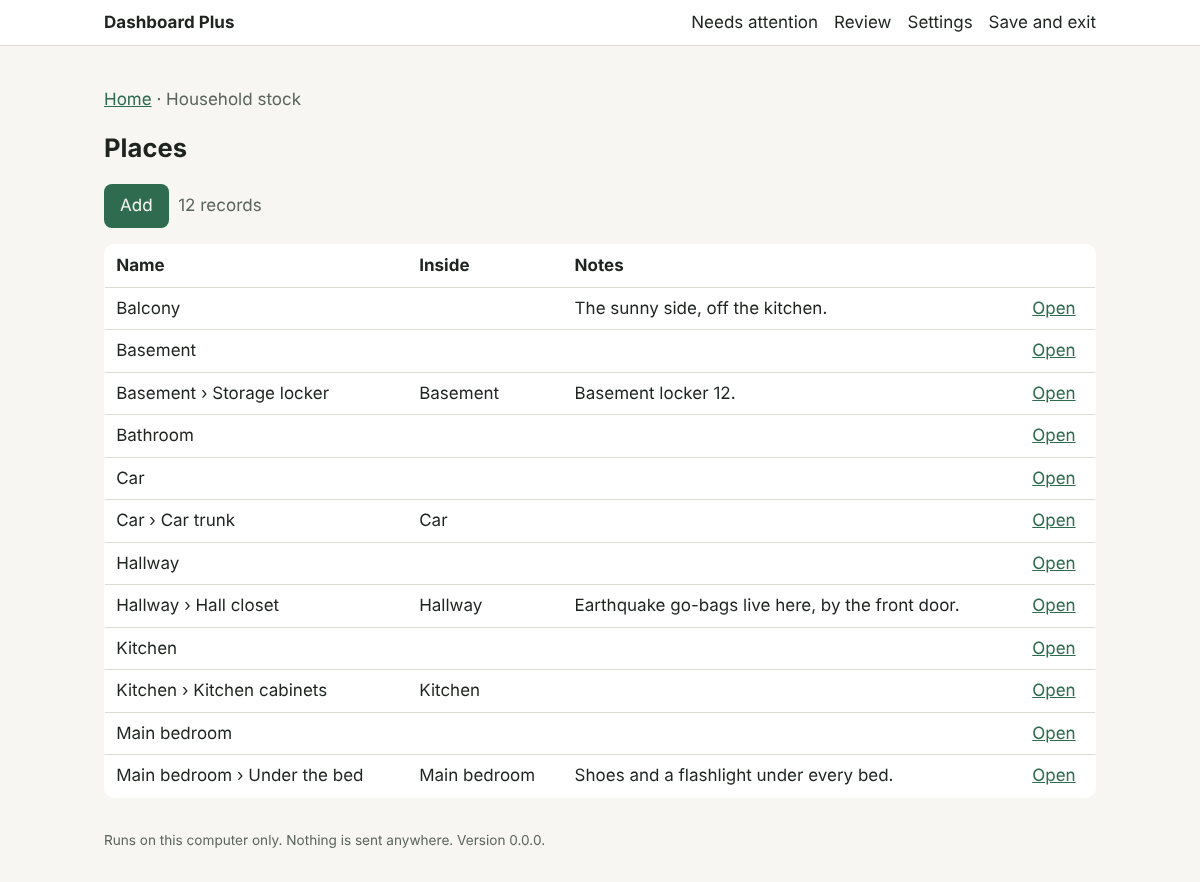 Dashboard Plus Needs attention Review Settings Save and exit
Home · Household stock
Places
Add 12 records
Name Inside Notes
Balcony The sunny side, off the kitchen. Open
Basement Open
Basement › Storage locker Basement Basement locker 12. Open
Bathroom Open
Car Open
Car › Car trunk Car Open
Hallway Open
Hallway › Hall closet Hallway Earthquake go-bags live here, by the front door. Open
Kitchen Open
Kitchen › Kitchen cabinets Kitchen Open
Main bedroom Open
Main bedroom › Under the bed Main bedroom Shoes and a flashlight under every bed. Open
Runs on this computer only. Nothing is sent anywhere. Version 0.0.0.